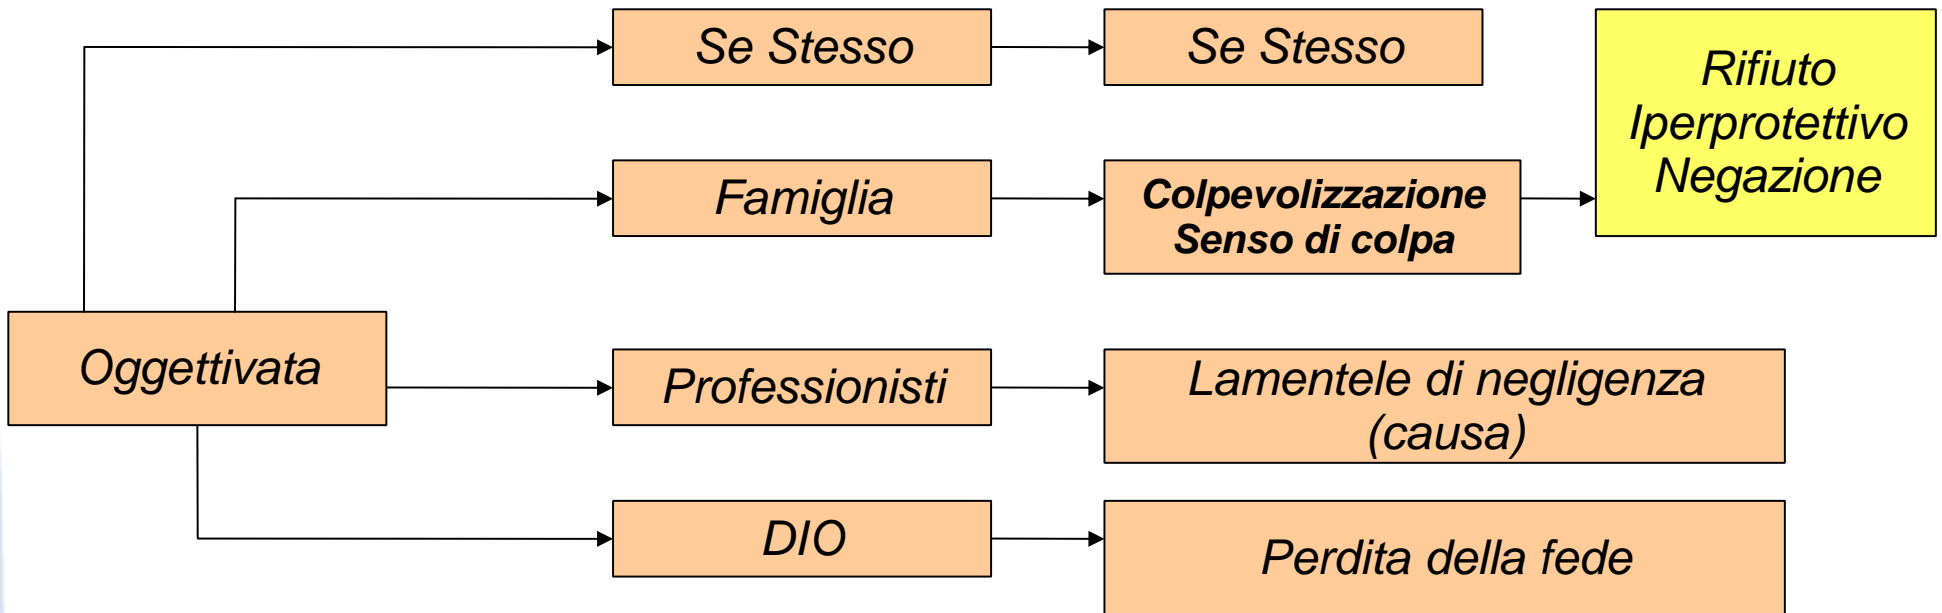 Se Stesso
Se Stesso
Rifiuto
Iperprotettivo
Negazione
Famiglia
Colpevolizzazione
Senso di colpa
Oggettivata
Professionisti
Lamentele di negligenza
(causa)
DIO
Perdita della fede